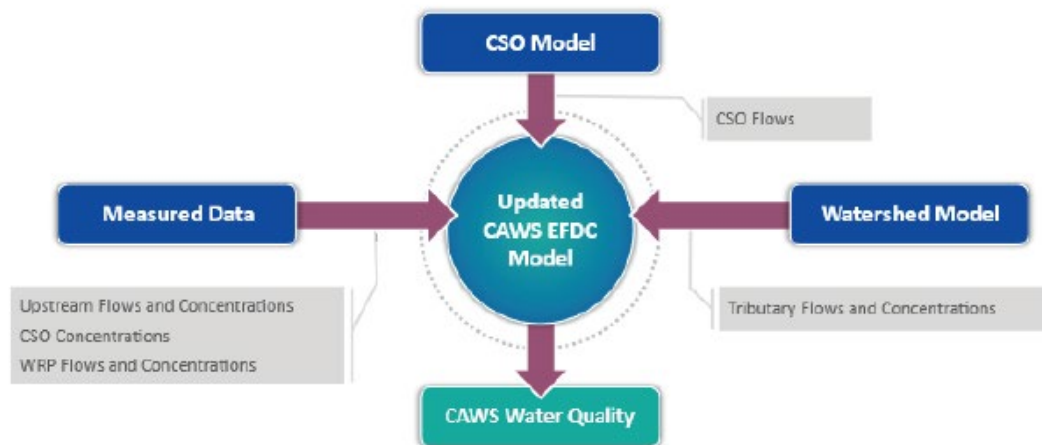 CSO Model
CSO Flows
Measured Data
Updated
CAWS EFDC
Model
Watershed Model
Upstream Flows and Concentrations
CSO Concentrations
WRP Flows and Concentrations
Tributary Flows and Concentrations
CAWS Water Quality